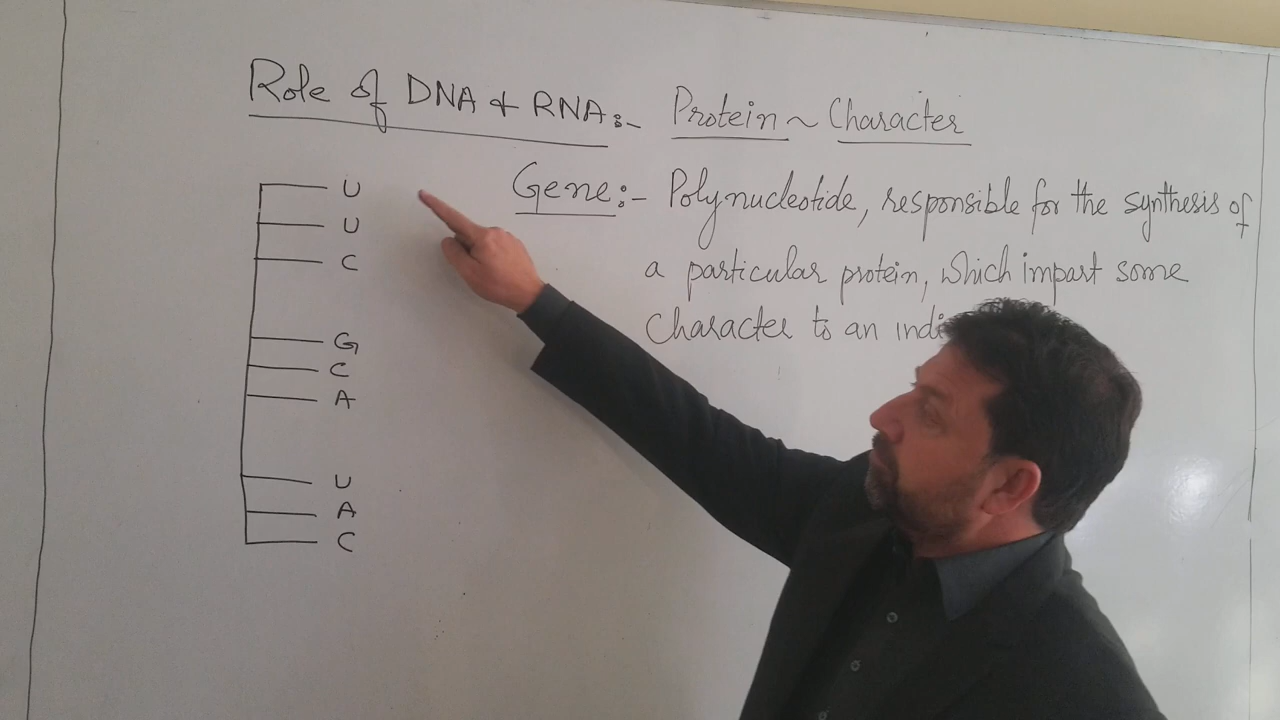 Role of DNA & RNA:- Protein ~ Character
Gene:- Polynucleotide, responsible for the synthesis of
a particular protein, which impart some
Character to an
U
U
C
G
C
A
U
A
C